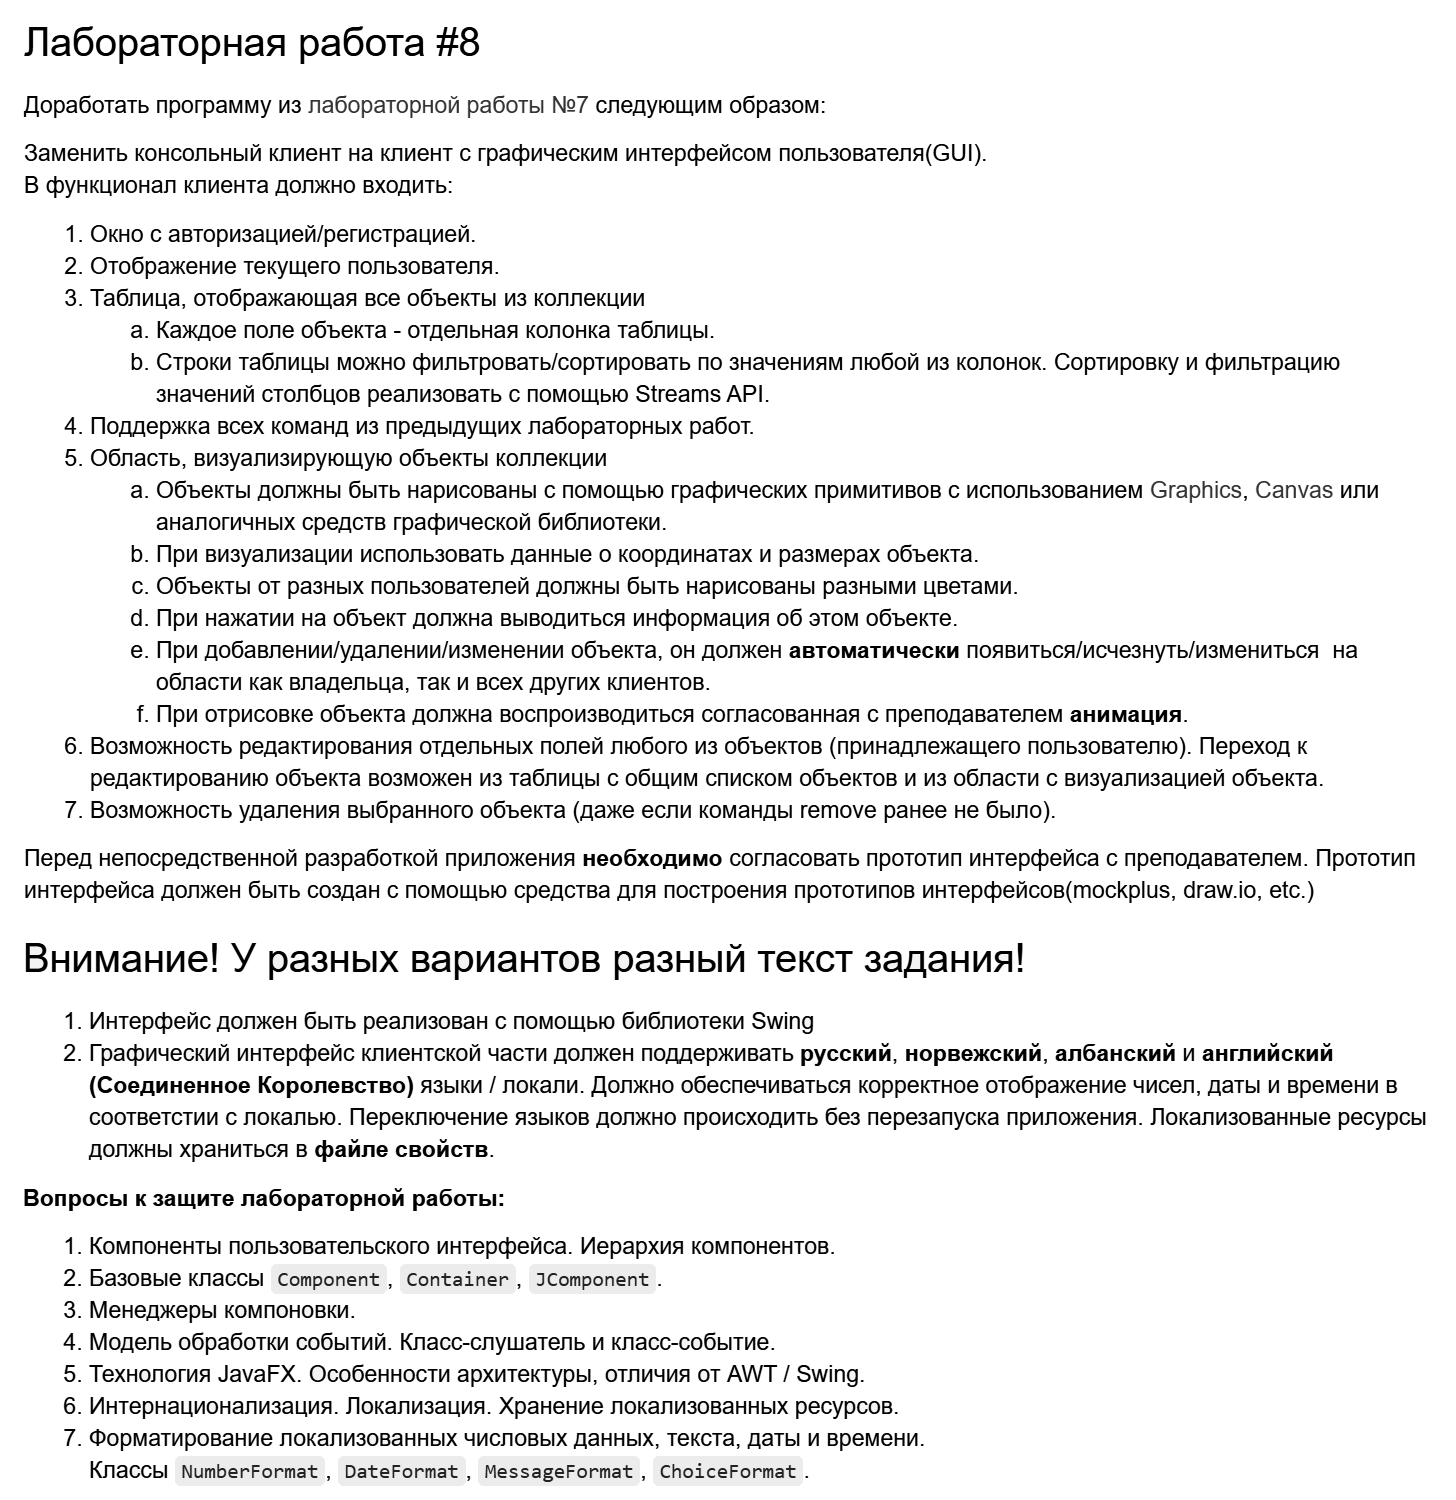 Лабораторная работа #8
Доработать программу из лабораторной работы №7 следующим образом:
Заменить консольный клиент на клиент с графическим интерфейсом пользователя(GUI).
В функционал клиента должно входить:
1. Окно с авторизацией/регистрацией.
2. Отображение текущего пользователя.
3. Таблица, отображающая все объекты из коллекции
a. Каждое поле объекта - отдельная колонка таблицы.
b. Строки таблицы можно фильтровать/сортировать по значениям любой из колонок. Сортировку и фильтрацию
значений столбцов реализовать с помощью Streams API.
4. Поддержка всех команд из предыдущих лабораторных работ.
5. Область, визуализирующую объекты коллекции
a. Объекты должны быть нарисованы с помощью графических примитивов с использованием Graphics, Canvas или
аналогичных средств графической библиотеки.
b. При визуализации использовать данные о координатах и размерах объекта.
c. Объекты от разных пользователей должны быть нарисованы разными цветами.
d. При нажатии на объект должна выводиться информация об этом объекте.
e. При добавлении/удалении/изменении объекта, он должен автоматически появиться/исчезнуть/измениться  на
области как владельца, так и всех других клиентов.
f. При отрисовке объекта должна воспроизводиться согласованная с преподавателем анимация.
6. Возможность редактирования отдельных полей любого из объектов (принадлежащего пользователю). Переход к
редактированию объекта возможен из таблицы с общим списком объектов и из области с визуализацией объекта.
7. Возможность удаления выбранного объекта (даже если команды remove ранее не было).
Перед непосредственной разработкой приложения необходимо согласовать прототип интерфейса с преподавателем. Прототип
интерфейса должен быть создан с помощью средства для построения прототипов интерфейсов(mockplus, draw.io, etc.)
Внимание! У разных вариантов разный текст задания!
1. Интерфейс должен быть реализован с помощью библиотеки Swing
2. Графический интерфейс клиентской части должен поддерживать русский, норвежский, албанский и английский
(Соединенное Королевство) языки / локали. Должно обеспечиваться корректное отображение чисел, даты и времени в
соответстии с локалью. Переключение языков должно происходить без перезапуска приложения. Локализованные ресурсы
должны храниться в файле свойств.
Вопросы к защите лабораторной работы:
1. Компоненты пользовательского интерфейса. Иерархия компонентов.
2. Базовые классы Component, Container, JComponent.
3. Менеджеры компоновки.
4. Модель обработки событий. Класс-слушатель и класс-событие.
5. Технология JavaFX. Особенности архитектуры, отличия от AWT / Swing.
6. Интернационализация. Локализация. Хранение локализованных ресурсов.
7. Форматирование локализованных числовых данных, текста, даты и времени.
Классы NumberFormat, DateFormat, MessageFormat, ChoiceFormat.